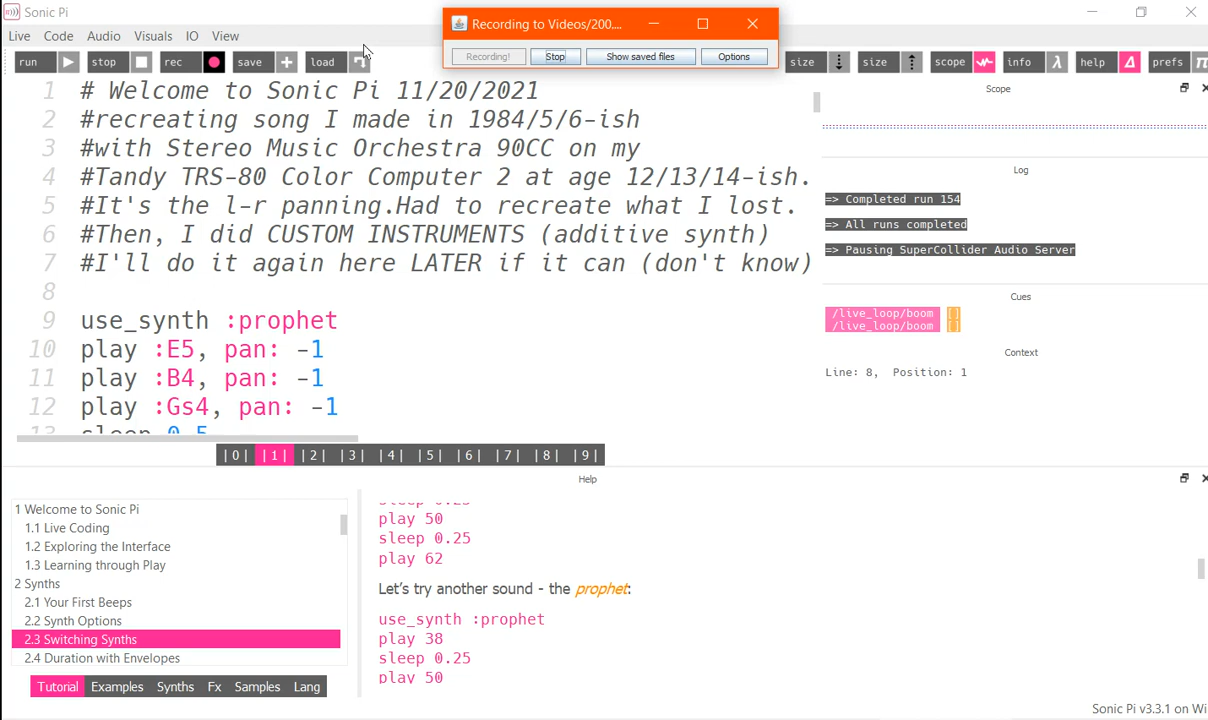 Sonic Pi
Recording to Videos/200....
Live Code Audio Visuals IO View
Recording! Stop Show saved files Options
run stop rec save load size size scope info help prefs
Scope
1 # Welcome to Sonic Pi 11/20/2021
2 #recreating song I made in 1984/5/6-ish
3 #with Stereo Music Orchestra 90CC on my
4 #Tandy TRS-80 Color Computer 2 at age 12/13/14-ish.
5 #It's the l-r panning.Had to recreate what I lost.
6 #Then, I did CUSTOM INSTRUMENTS (additive synth)
7 #I'll do it again here LATER if it can (don't know)
8
9 use_synth :prophet
10 play :E5, pan: -1
11 play :B4, pan: -1
12 play :Gs4, pan: -1
13 sleep 0.5
Log
=> Completed run 154
=> All runs completed
=> Pausing SuperCollider Audio Server
Cues
/live_loop/boom []
/live_loop/boom []
Context
Line: 8, Position: 1
|0| |1| |2| |3| |4| |5| |6| |7| |8| |9|
Help
1 Welcome to Sonic Pi
1.1 Live Coding
1.2 Exploring the Interface
1.3 Learning through Play
2 Synths
2.1 Your First Beeps
2.2 Synth Options
2.3 Switching Synths
2.4 Duration with Envelopes
Tutorial Examples Synths Fx Samples Lang
sleep 0.25
play 50
sleep 0.25
play 62
Let's try another sound - the prophet:
use_synth :prophet
play 38
sleep 0.25
play 50
Sonic Pi v3.3.1 on Wi